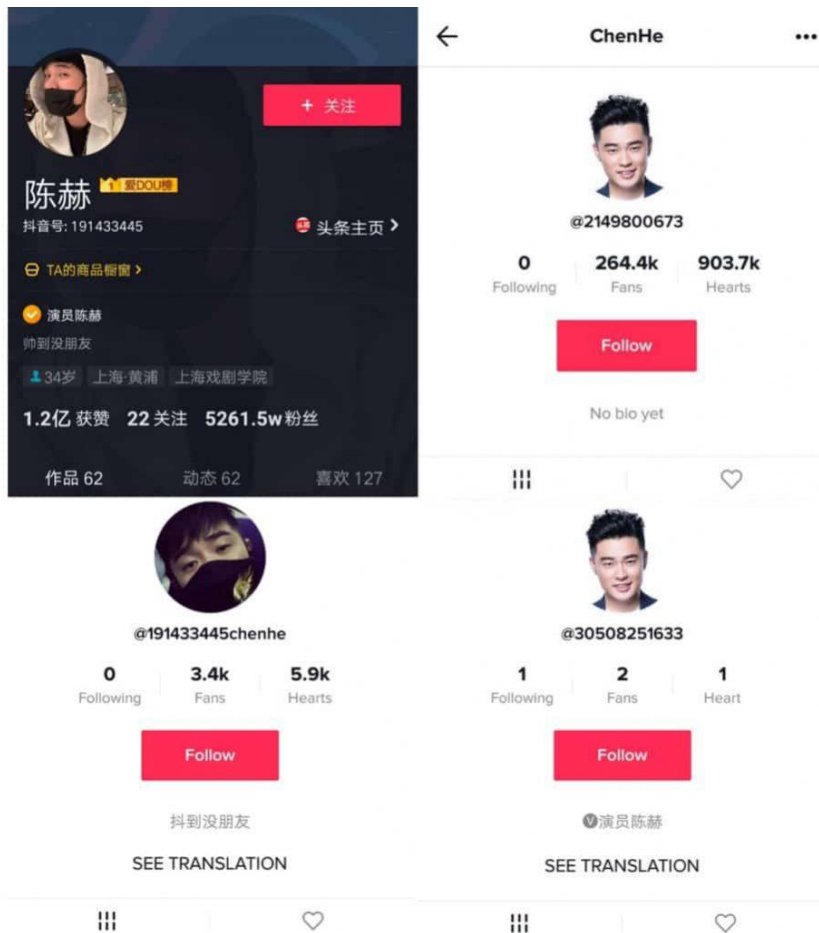 + 关注
陈赫 1 爱DOU榜
抖音号: 191433445
头条 头条主页 >
TA的商品橱窗 >
演员陈赫
帅到没朋友
34岁 上海·黄浦 上海戏剧学院
1.2亿 获赞 22 关注 5261.5w 粉丝
作品 62 动态 62 喜欢 127
ChenHe
@2149800673
0 264.4k 903.7k
Following Fans Hearts
Follow
No bio yet
@191433445chenhe
0 3.4k 5.9k
Following Fans Hearts
Follow
抖到没朋友
SEE TRANSLATION
@30508251633
1 2 1
Following Fans Heart
Follow
V演员陈赫
SEE TRANSLATION